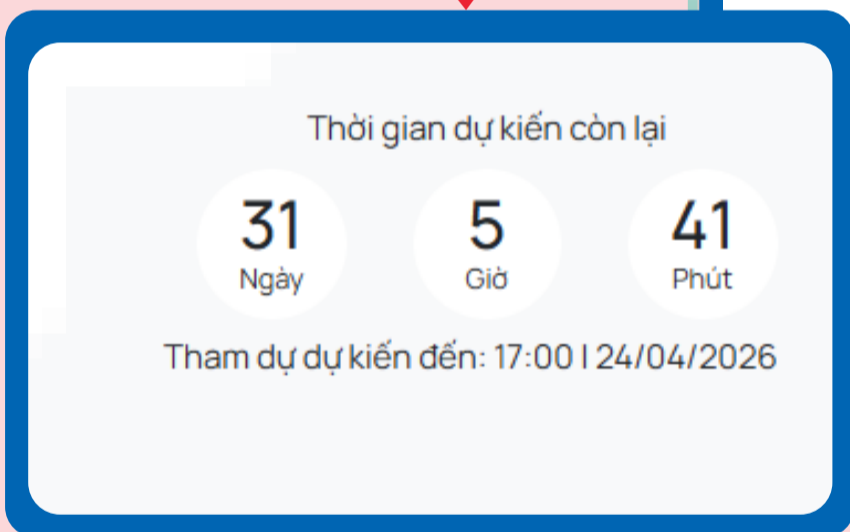 Thời gian dự kiến còn lại
31 5 41
Ngày Giờ Phút
Tham dự dự kiến đến: 17:00 | 24/04/2026